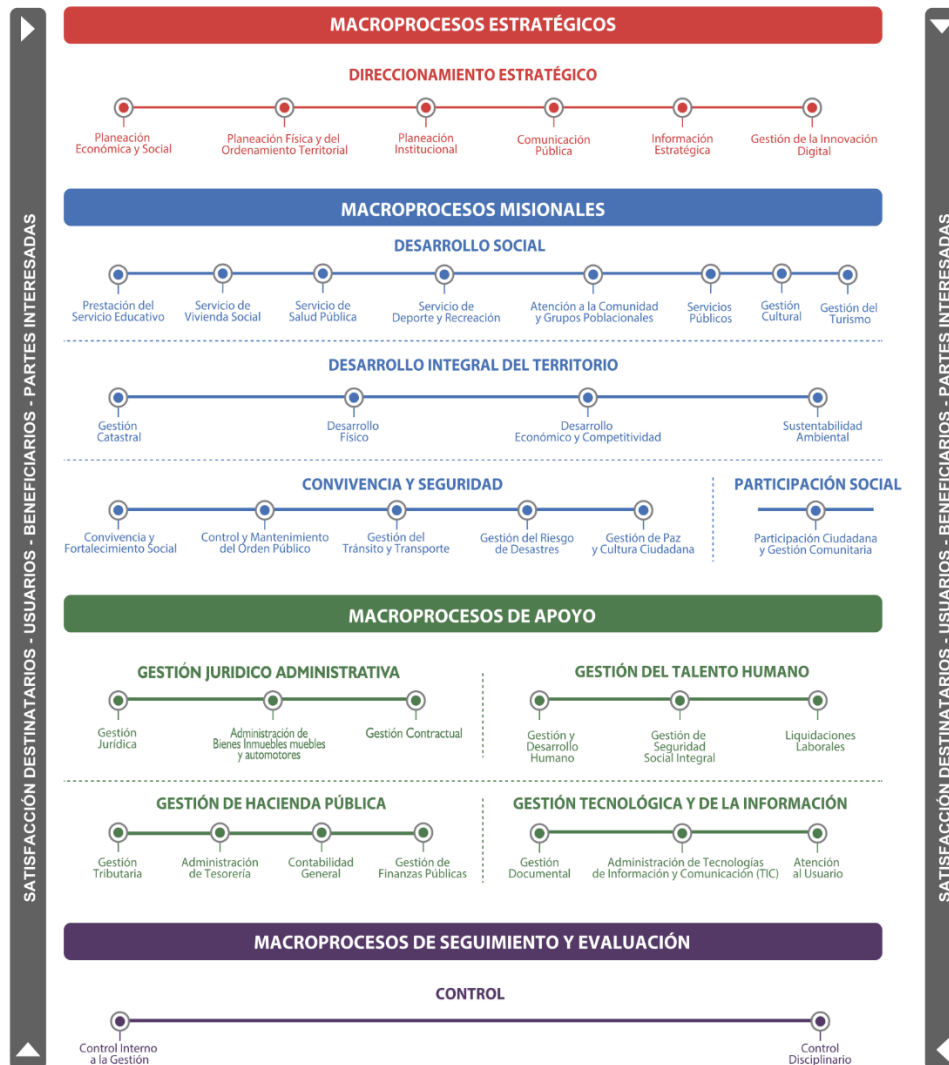 SATISFACCIÓN DESTINATARIOS - USUARIOS - BENEFICIARIOS - PARTES INTERESADAS
MACROPROCESOS ESTRATÉGICOS
DIRECCIONAMIENTO ESTRATÉGICO
Planeación
Económica y Social
Planeación Física y del
Ordenamiento Territorial
Planeación
Institucional
Comunicación
Pública
Información
Estratégica
Gestión de la Innovación
Digital
MACROPROCESOS MISIONALES
DESARROLLO SOCIAL
Prestación del
Servicio Educativo
Servicio de
Vivienda Social
Servicio de
Salud Pública
Servicio de
Deporte y Recreación
Atención a la Comunidad
y Grupos Poblacionales
Servicios
Públicos
Gestión
Cultural
Gestión del
Turismo
DESARROLLO INTEGRAL DEL TERRITORIO
Gestión
Catastral
Desarrollo
Físico
Desarrollo
Económico y Competitividad
Sustentabilidad
Ambiental
CONVIVENCIA Y SEGURIDAD
Convivencia y
Fortalecimiento Social
Control y Mantenimiento
del Orden Público
Gestión del
Tránsito y Transporte
Gestión del Riesgo
de Desastres
Gestión de Paz
y Cultura Ciudadana
PARTICIPACIÓN SOCIAL
Participación Ciudadana
y Gestión Comunitaria
MACROPROCESOS DE APOYO
GESTIÓN JURIDICO ADMINISTRATIVA
Gestión
Jurídica
Administración de
Bienes Inmuebles muebles
y automotores
Gestión Contractual
GESTIÓN DEL TALENTO HUMANO
Gestión y
Desarrollo
Humano
Gestión de
Seguridad
Social Integral
Liquidaciones
Laborales
GESTIÓN DE HACIENDA PÚBLICA
Gestión
Tributaria
Administración
de Tesorería
Contabilidad
General
Gestión de
Finanzas Públicas
GESTIÓN TECNOLÓGICA Y DE LA INFORMACIÓN
Gestión
Documental
Administración de Tecnologías
de Información y Comunicación (TIC)
Atención
al Usuario
MACROPROCESOS DE SEGUIMIENTO Y EVALUACIÓN
CONTROL
Control Interno
a la Gestión
Control
Disciplinario
SATISFACCIÓN DESTINATARIOS - USUARIOS - BENEFICIARIOS - PARTES INTERESADAS